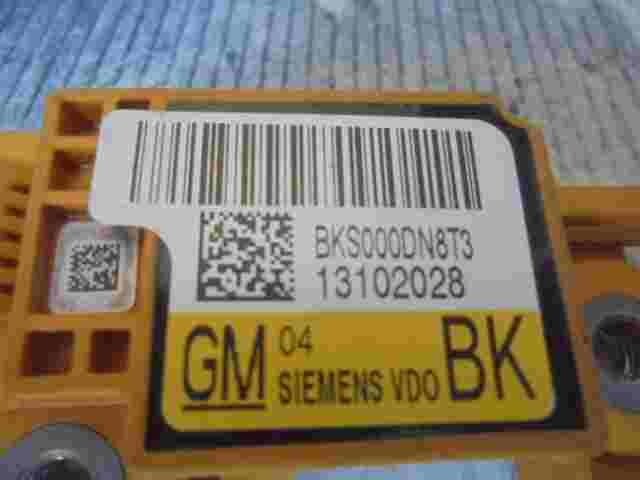 BKS000DN8T3
13102028
GM 04 SIEMENS VDO BK